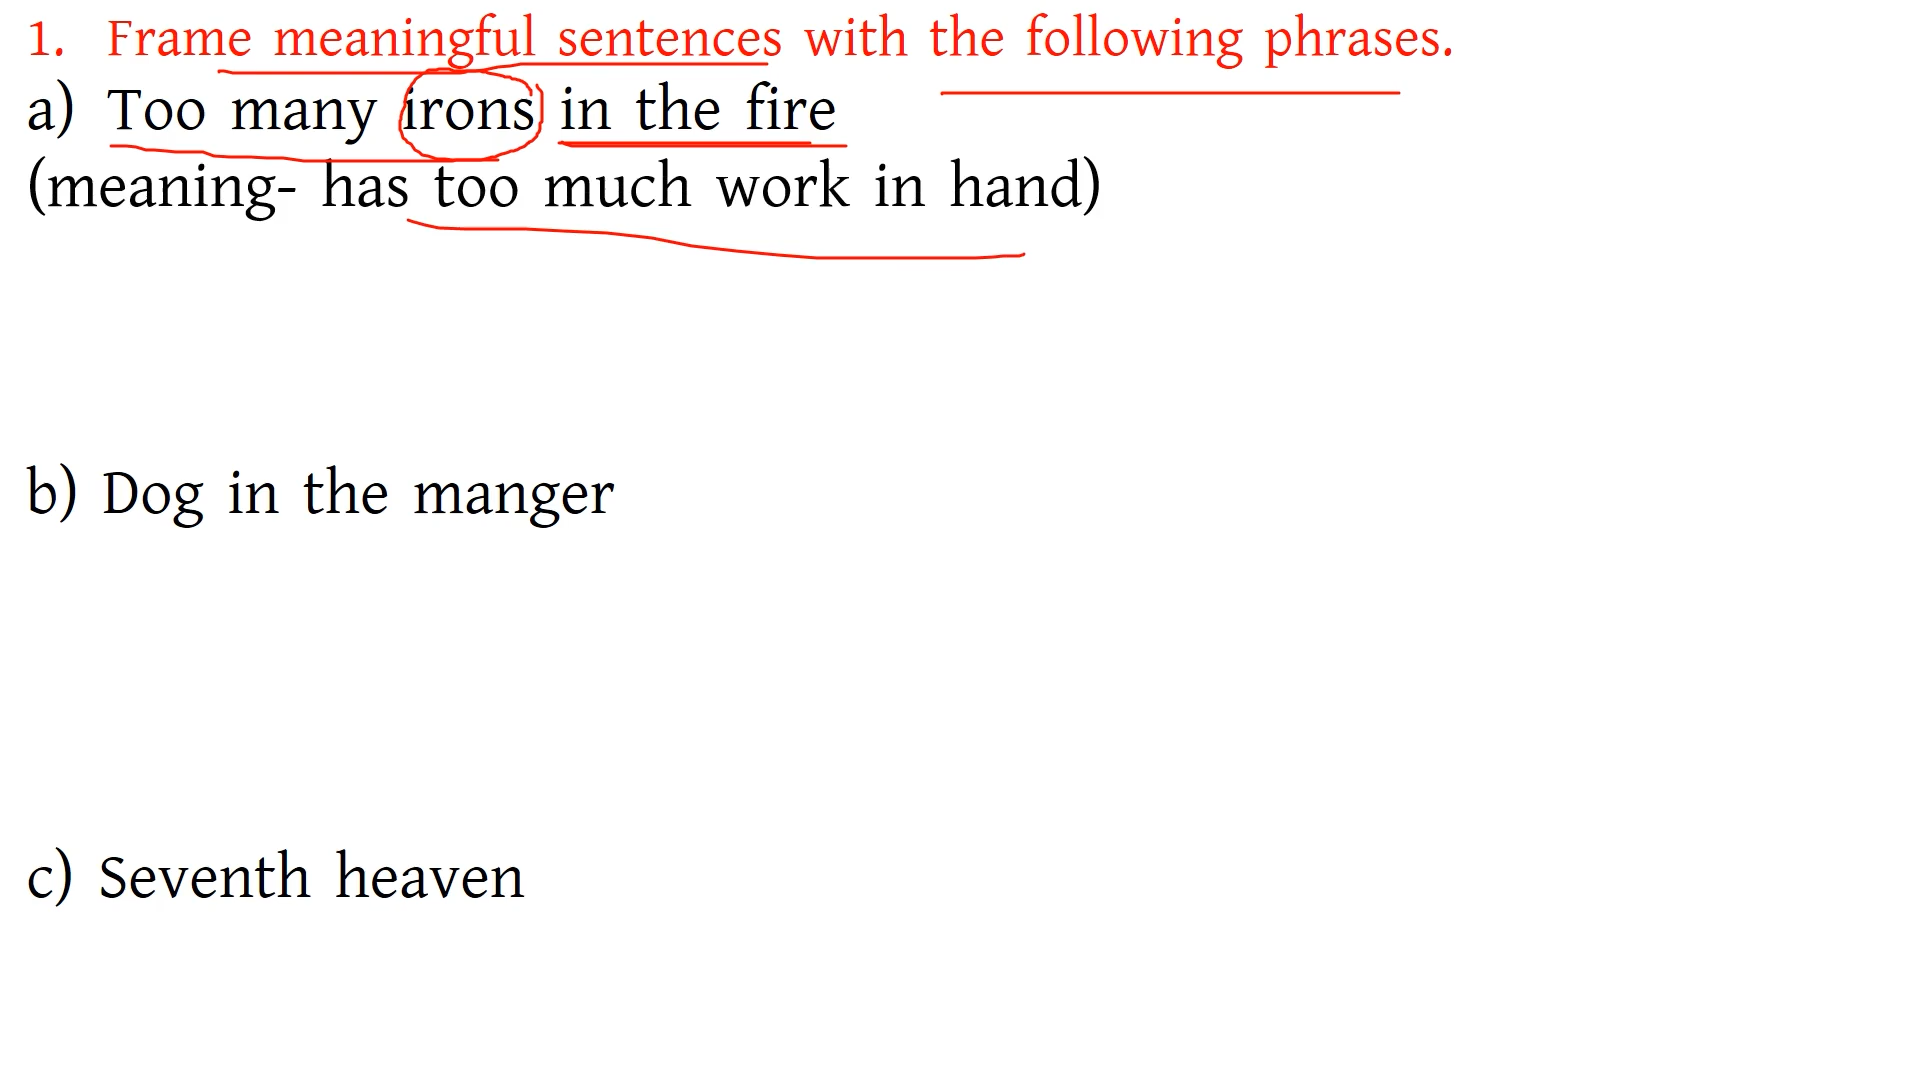 1. Frame meaningful sentences with the following phrases.
a) Too many irons in the fire
(meaning- has too much work in hand)
b) Dog in the manger
c) Seventh heaven